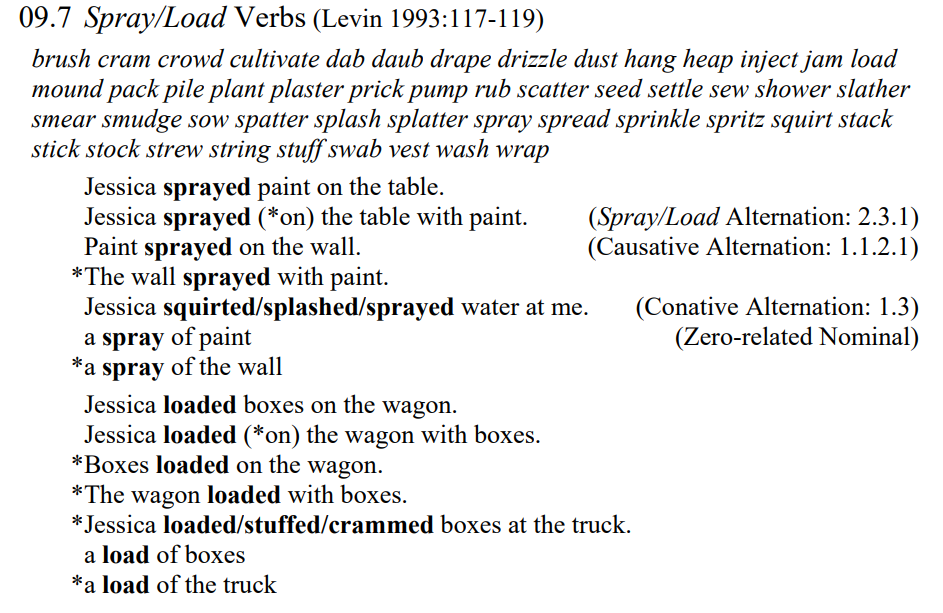 09.7 Spray/Load Verbs (Levin 1993:117-119)
brush cram crowd cultivate dab daub drape drizzle dust hang heap inject jam load
mound pack pile plant plaster prick pump rub scatter seed settle sew shower slather
smear smudge sow spatter splash splatter spray spread sprinkle spritz squirt stack
stick stock strew string stuff swab vest wash wrap
Jessica sprayed paint on the table.
Jessica sprayed (*on) the table with paint. (Spray/Load Alternation: 2.3.1)
Paint sprayed on the wall. (Causative Alternation: 1.1.2.1)
*The wall sprayed with paint.
Jessica squirted/splashed/sprayed water at me. (Conative Alternation: 1.3)
a spray of paint (Zero-related Nominal)
*a spray of the wall
Jessica loaded boxes on the wagon.
Jessica loaded (*on) the wagon with boxes.
*Boxes loaded on the wagon.
*The wagon loaded with boxes.
*Jessica loaded/stuffed/crammed boxes at the truck.
a load of boxes
*a load of the truck